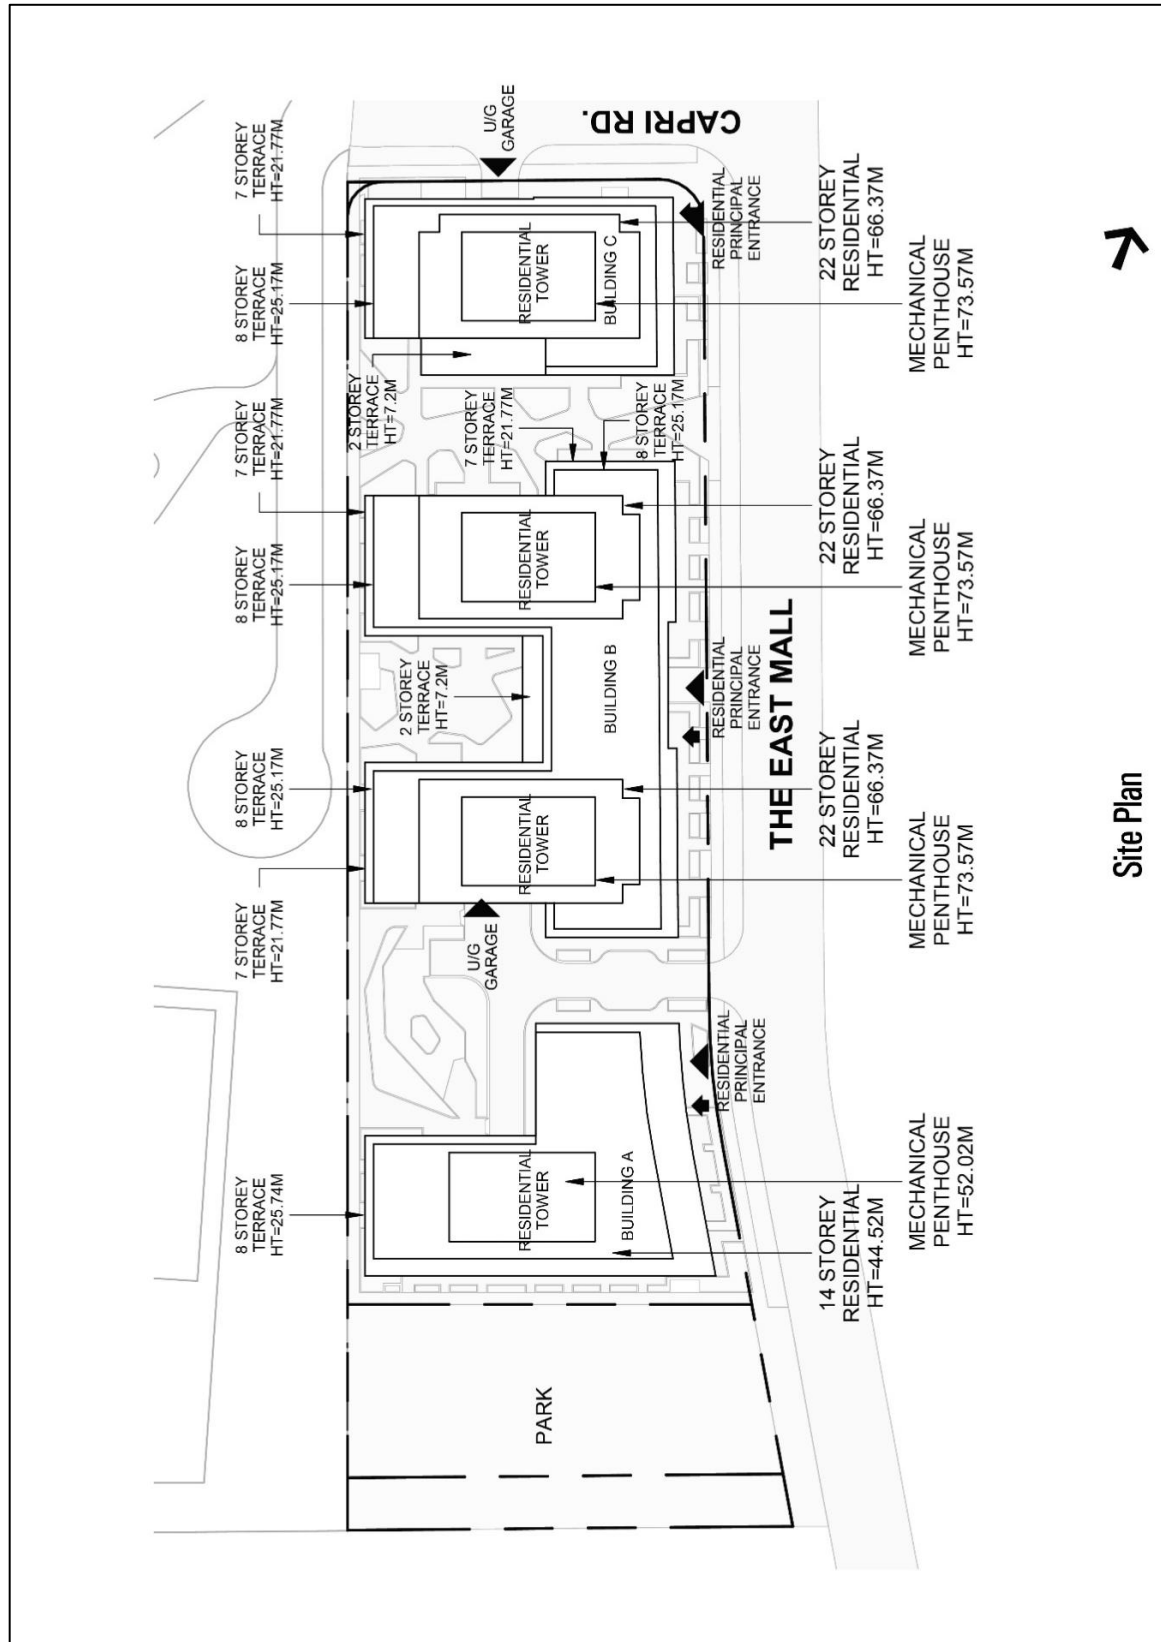 7 STOREY
TERRACE
HT=21.77M
8 STOREY
TERRACE
HT=25.17M
7 STOREY
TERRACE
HT=21.77M
8 STOREY
TERRACE
HT=25.17M
8 STOREY
TERRACE
HT=25.17M
7 STOREY
TERRACE
HT=21.77M
8 STOREY
TERRACE
HT=25.74M
U/G
GARAGE
CAPRI RD.
RESIDENTIAL
TOWER
BUILDING C
2 STOREY
TERRACE
HT=7.2M
7 STOREY
TERRACE
HT=21.77M
8 STOREY
TERRACE
HT=25.17M
RESIDENTIAL
PRINCIPAL
ENTRANCE
22 STOREY
RESIDENTIAL
HT=66.37M
MECHANICAL
PENTHOUSE
HT=73.57M
RESIDENTIAL
TOWER
2 STOREY
TERRACE
HT=7.2M
BUILDING B
RESIDENTIAL
PRINCIPAL
ENTRANCE
22 STOREY
RESIDENTIAL
HT=66.37M
MECHANICAL
PENTHOUSE
HT=73.57M
THE EAST MALL
RESIDENTIAL
TOWER
U/G
GARAGE
22 STOREY
RESIDENTIAL
HT=66.37M
MECHANICAL
PENTHOUSE
HT=73.57M
RESIDENTIAL
PRINCIPAL
ENTRANCE
RESIDENTIAL
TOWER
BUILDING A
14 STOREY
RESIDENTIAL
HT=44.52M
MECHANICAL
PENTHOUSE
HT=52.02M
PARK
Site Plan